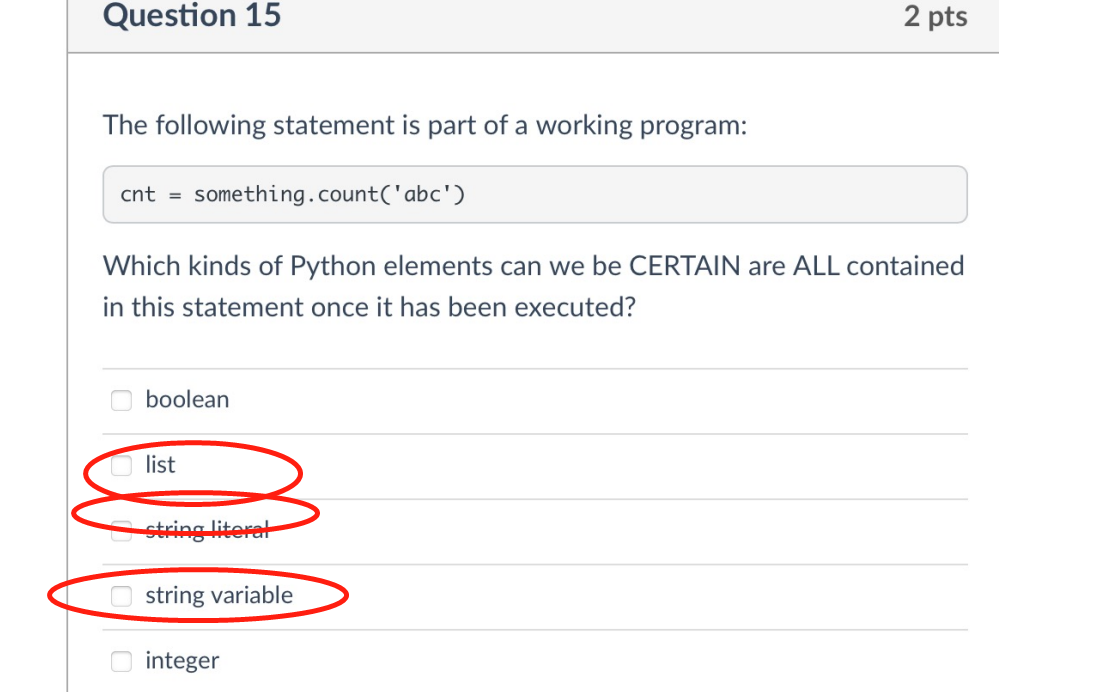 Question 15
2 pts
The following statement is part of a working program:
cnt = something.count('abc')
Which kinds of Python elements can we be CERTAIN are ALL contained
in this statement once it has been executed?
boolean
list
string literal
string variable
integer